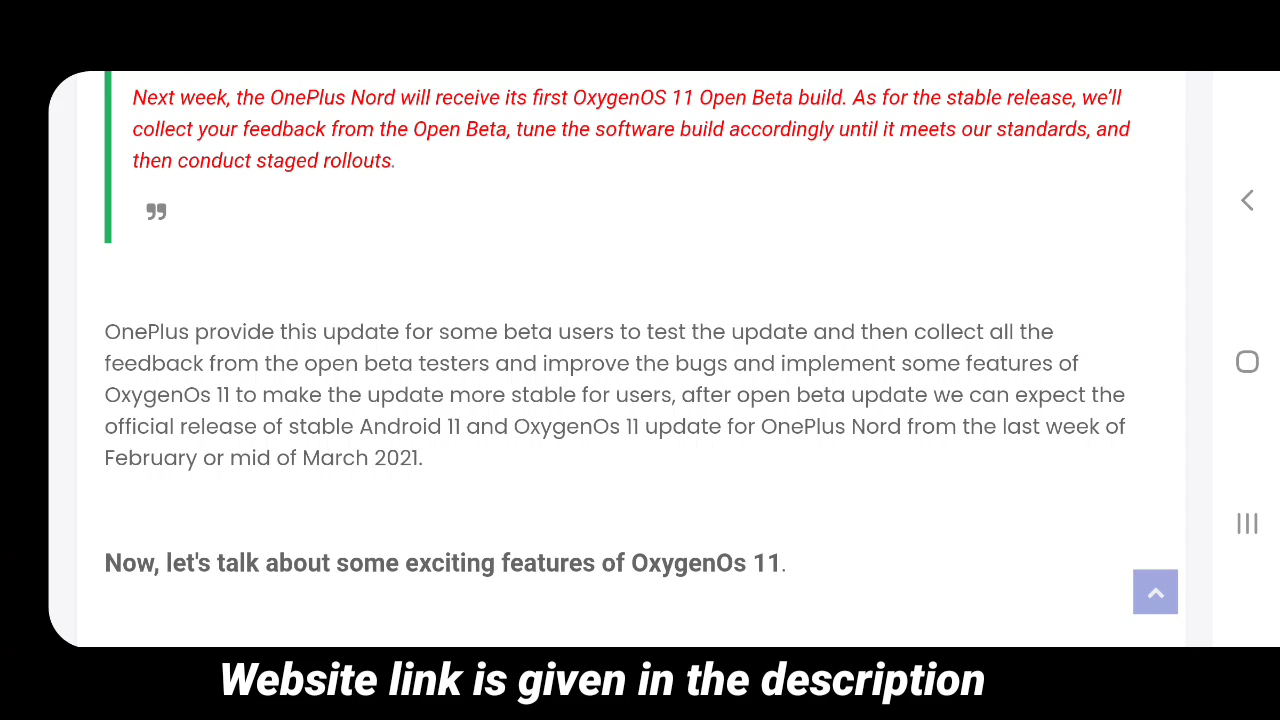 Next week, the OnePlus Nord will receive its first OxygenOS 11 Open Beta build. As for the stable release, we'll
collect your feedback from the Open Beta, tune the software build accordingly until it meets our standards, and
then conduct staged rollouts.
”
OnePlus provide this update for some beta users to test the update and then collect all the
feedback from the open beta testers and improve the bugs and implement some features of
OxygenOs 11 to make the update more stable for users, after open beta update we can expect the
official release of stable Android 11 and OxygenOs 11 update for OnePlus Nord from the last week of
February or mid of March 2021.
Now, let's talk about some exciting features of OxygenOs 11.
Website link is given in the description